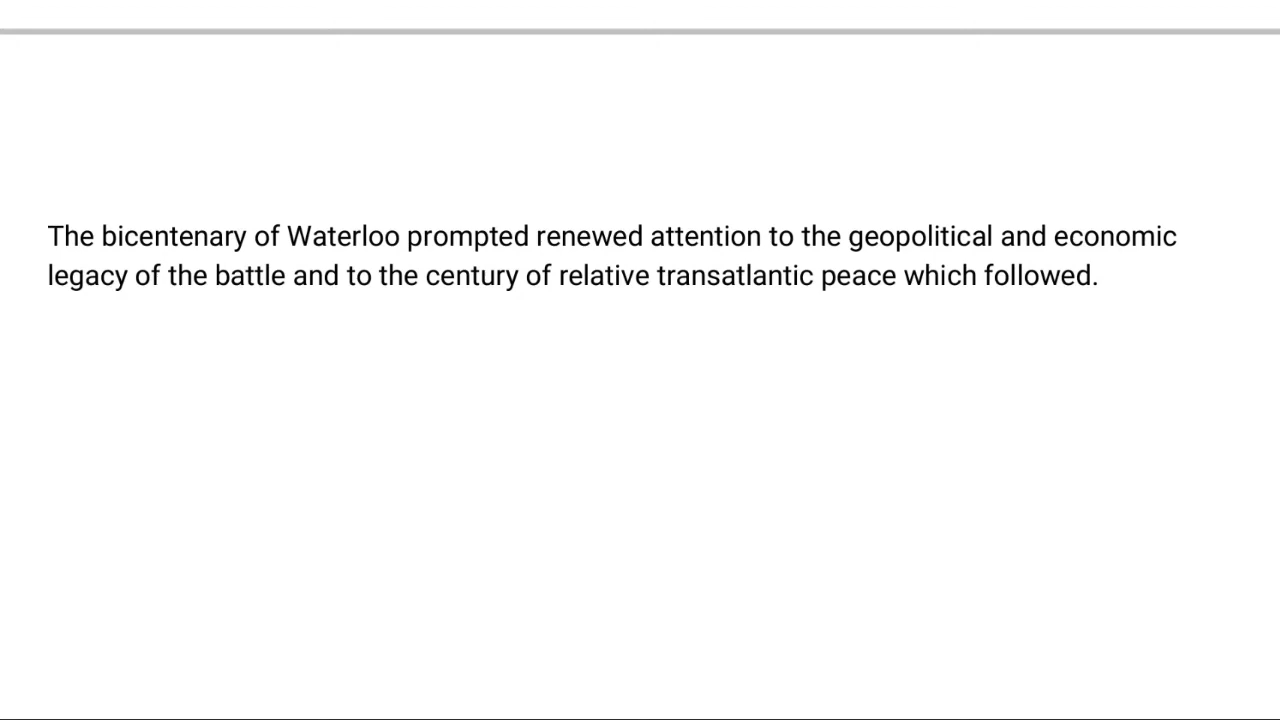 The bicentenary of Waterloo prompted renewed attention to the geopolitical and economic
legacy of the battle and to the century of relative transatlantic peace which followed.